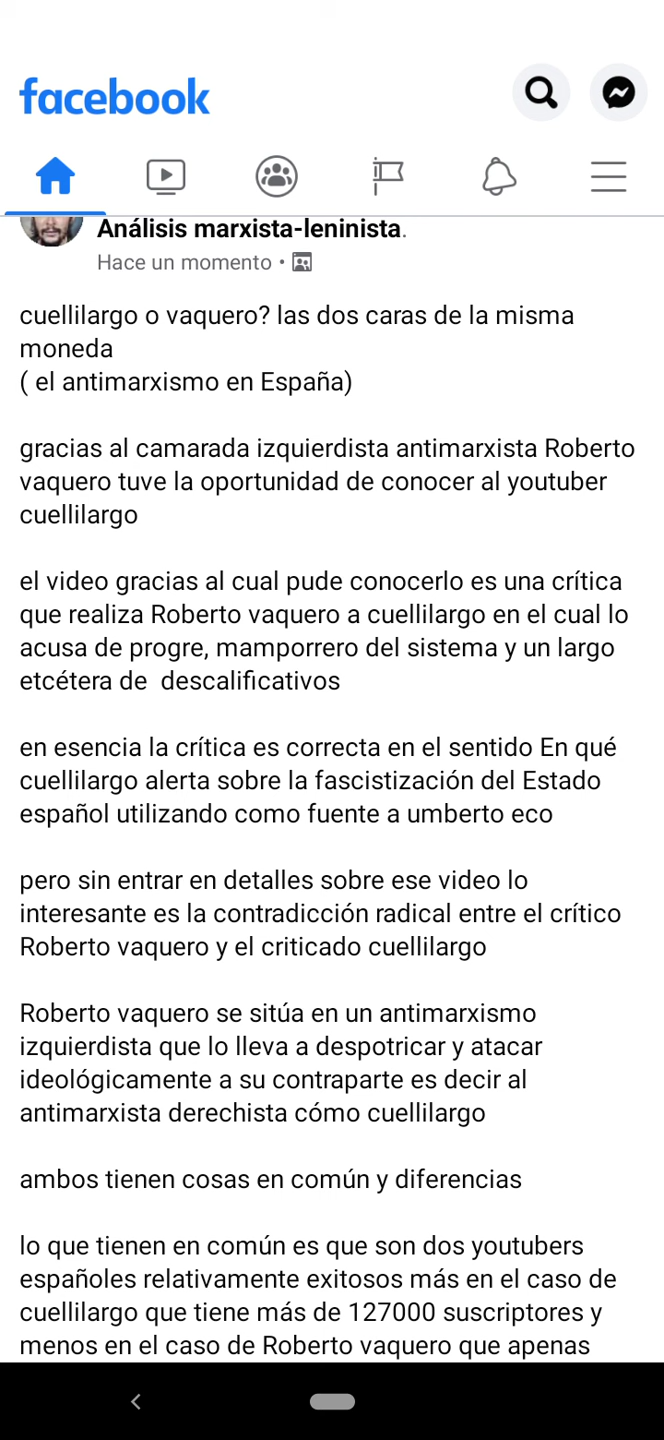 facebook
Análisis marxista-leninista.
Hace un momento •
cuellilargo o vaquero? las dos caras de la misma
moneda
( el antimarxismo en España)
gracias al camarada izquierdista antimarxista Roberto
vaquero tuve la oportunidad de conocer al youtuber
cuellilargo
el video gracias al cual pude conocerlo es una crítica
que realiza Roberto vaquero a cuellilargo en el cual lo
acusa de progre, mamporrero del sistema y un largo
etcétera de  descalificativos
en esencia la crítica es correcta en el sentido En qué
cuellilargo alerta sobre la fascistización del Estado
español utilizando como fuente a umberto eco
pero sin entrar en detalles sobre ese video lo
interesante es la contradicción radical entre el crítico
Roberto vaquero y el criticado cuellilargo
Roberto vaquero se sitúa en un antimarxismo
izquierdista que lo lleva a despotricar y atacar
ideológicamente a su contraparte es decir al
antimarxista derechista cómo cuellilargo
ambos tienen cosas en común y diferencias
lo que tienen en común es que son dos youtubers
españoles relativamente exitosos más en el caso de
cuellilargo que tiene más de 127000 suscriptores y
menos en el caso de Roberto vaquero que apenas